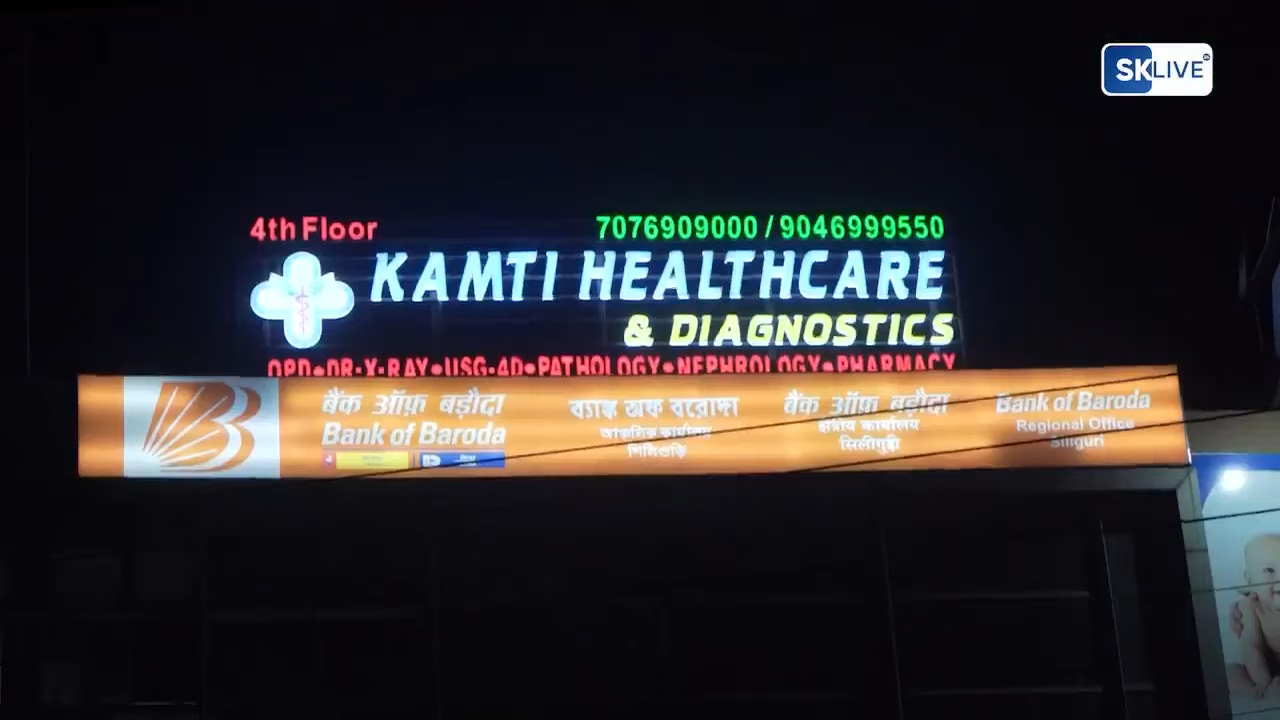 SKLIVE
4th Floor
7076909000 / 9046999550
KAMTI HEALTHCARE
& DIAGNOSTICS
OPD•DR-X-RAY•USG-4D•PATHOLOGY•NEPHROLOGY•PHARMACY
बैंक ऑफ़ बड़ौदा
Bank of Baroda
ব্যাঙ্ক অফ বরোদা
আঞ্চলিক কার্যালয়
শিলিগুড়ি
बैंक ऑफ़ बड़ौदा
क्षेत्रीय कार्यालय
सिलीगुड़ी
Bank of Baroda
Regional Office
Siliguri